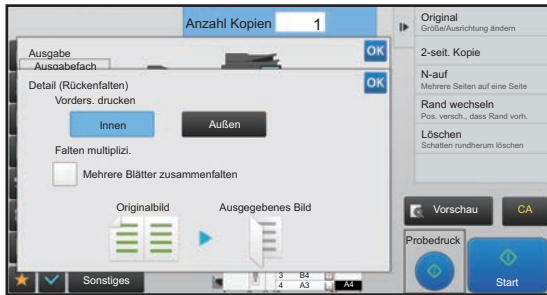 Anzahl Kopien 1
Ausgabe
OK
Ausgabefach
Detail (Rückenfalten)
OK
Vorders. drucken
Innen
Außen
Falten multiplizi.
Mehrere Blätter zusammenfalten
Originalbild
Ausgegebenes Bild
Sonstiges
3 B4
4 A3
A4
Original
Größe/Ausrichtung ändern
2-seit. Kopie
N-auf
Mehrere Seiten auf eine Seite
Rand wechseln
Pos. versch., dass Rand vorh.
Löschen
Schatten rundherum löschen
Vorschau
CA
Probedruck
Start